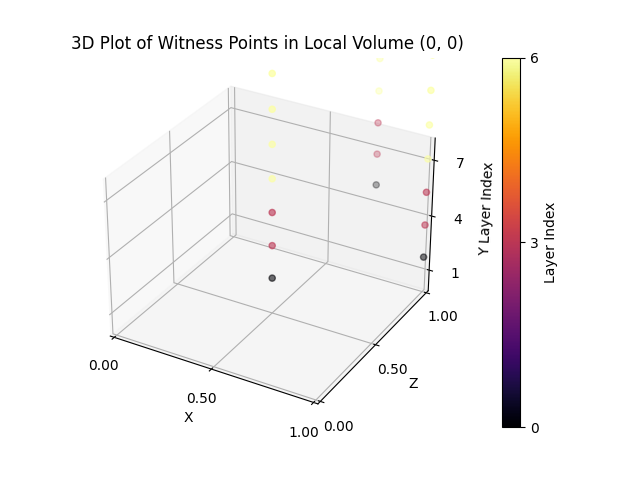 3D Plot of Witness Points in Local Volume (0, 0)
6
3
0
Layer Index
7
4
1
Y Layer Index
0.00
0.50
1.00
X
0.00
0.50
1.00
Z